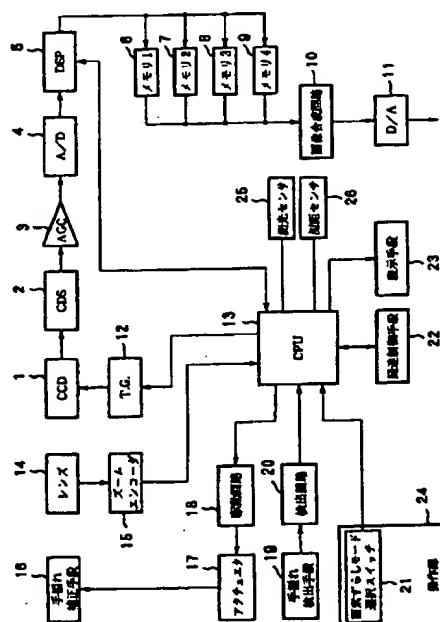 14
レンズ
1
CCD
2
CDS
3
AGC
4
A/D
5
DSP
メモリ1
6
メモリ2
7
メモリ3
8
メモリ4
9
画像合成回路
10
D/A
11
T.G.
12
ズーム
エンコーダ
15
16
手振れ
補正手段
17
アクチュエタ
18
駆動回路
19
手振れ
検出手段
20
検出回路
CPU
13
測光センサ
25
測距センサ
26
制御手段
22
表示手段
23
画素ずらしモード
選択スイッチ
21
操作部
24